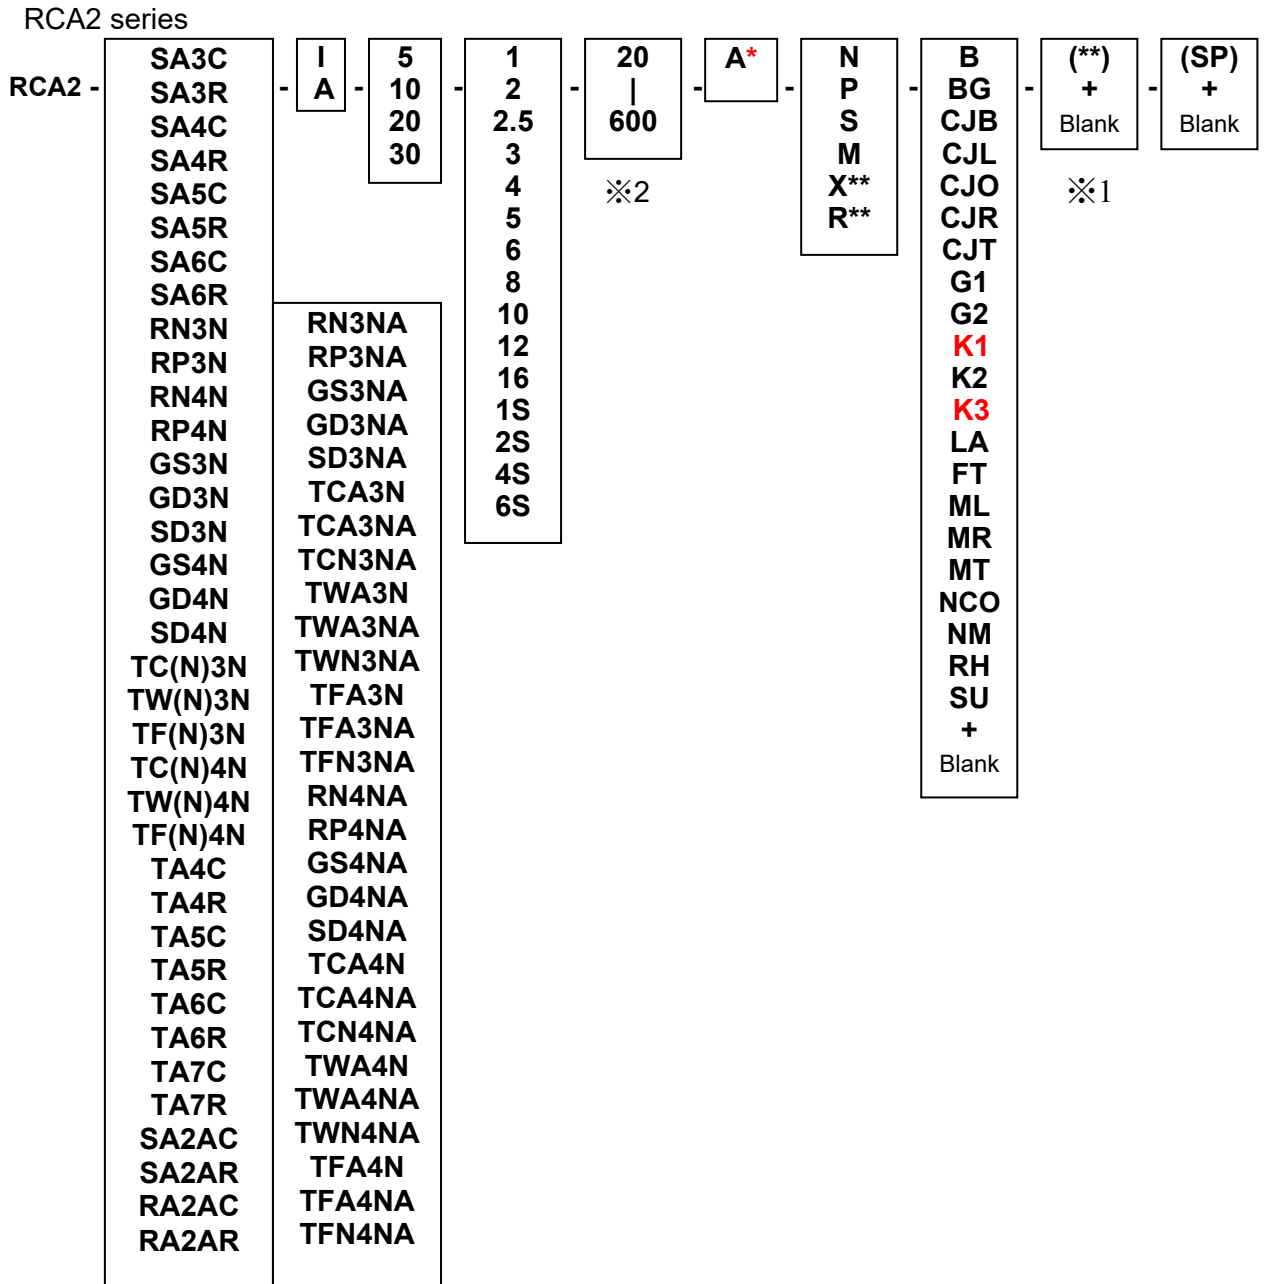 RCA2 series
RCA2 -
SA3C
SA3R
SA4C
SA4R
SA5C
SA5R
SA6C
SA6R
RN3N
RP3N
RN4N
RP4N
GS3N
GD3N
SD3N
GS4N
GD4N
SD4N
TC(N)3N
TW(N)3N
TF(N)3N
TC(N)4N
TW(N)4N
TF(N)4N
TA4C
TA4R
TA5C
TA5R
TA6C
TA6R
TA7C
TA7R
SA2AC
SA2AR
RA2AC
RA2AR
RN3NA
RP3NA
GS3NA
GD3NA
SD3NA
TCA3N
TCA3NA
TCN3NA
TWA3N
TWA3NA
TWN3NA
TFA3N
TFA3NA
TFN3NA
RN4NA
RP4NA
GS4NA
GD4NA
SD4NA
TCA4N
TCA4NA
TCN4NA
TWA4N
TWA4NA
TWN4NA
TFA4N
TFA4NA
TFN4NA
-
I
A
-
5
10
20
30
-
1
2
2.5
3
4
5
6
8
10
12
16
1S
2S
4S
6S
-
20
|
600
※2
-
A*
-
N
P
S
M
X**
R**
-
B
BG
CJB
CJL
CJO
CJR
CJT
G1
G2
K1
K2
K3
LA
FT
ML
MR
MT
NCO
NM
RH
SU
+
Blank
-
(**)
+
Blank
※1
-
(SP)
+
Blank